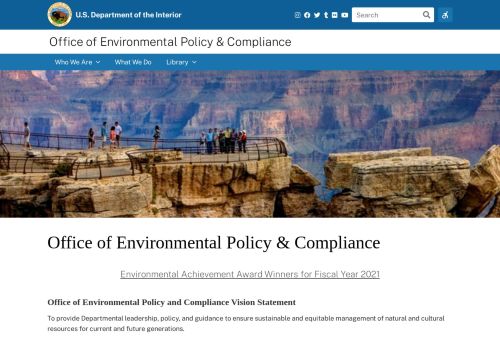 U.S. Department of the Interior
Search
Office of Environmental Policy & Compliance
Who We Are
What We Do
Library
Office of Environmental Policy & Compliance
Environmental Achievement Award Winners for Fiscal Year 2021
Office of Environmental Policy and Compliance Vision Statement
To provide Departmental leadership, policy, and guidance to ensure sustainable and equitable management of natural and cultural
resources for current and future generations.